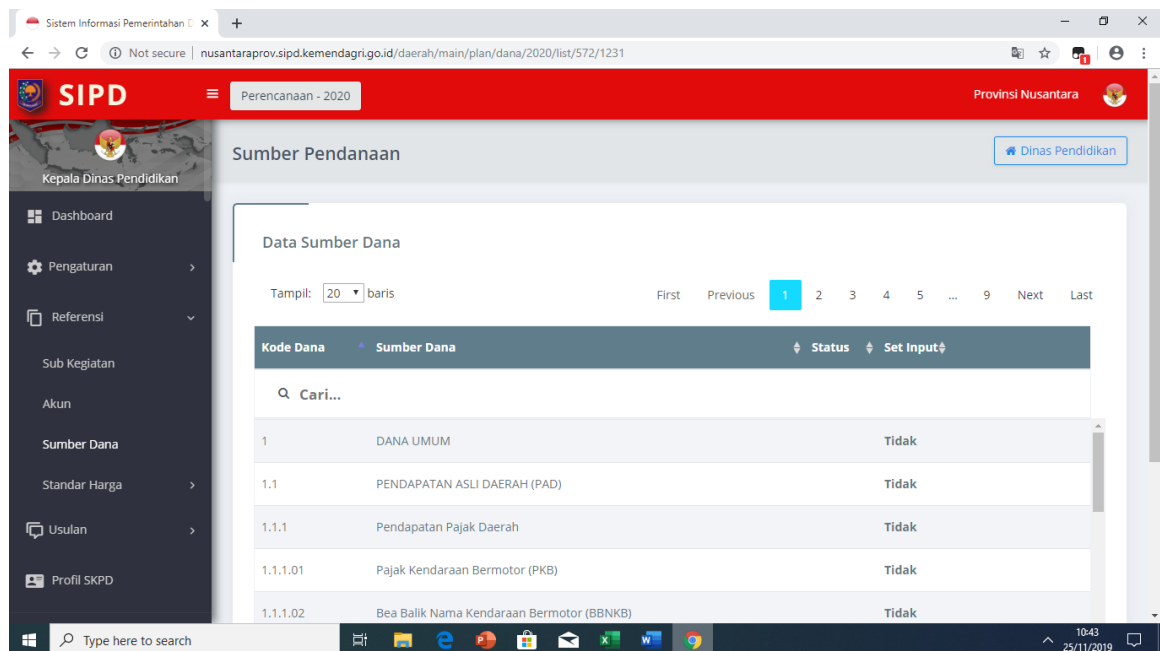 Sistem Informasi Pemerintahan D
Not secure | nusantaraprov.sipd.kemendagri.go.id/daerah/main/plan/dana/2020/list/572/1231
1
SIPD
Perencanaan - 2020
Provinsi Nusantara
Kepala Dinas Pendidikan
Sumber Pendanaan
Dinas Pendidikan
Dashboard
Pengaturan
Referensi
Sub Kegiatan
Akun
Sumber Dana
Standar Harga
Usulan
Profil SKPD
Data Sumber Dana
Tampil: 20 baris
First Previous 1 2 3 4 5 ... 9 Next Last
Kode Dana Sumber Dana Status Set Input
Cari...
1 DANA UMUM Tidak
1.1 PENDAPATAN ASLI DAERAH (PAD) Tidak
1.1.1 Pendapatan Pajak Daerah Tidak
1.1.1.01 Pajak Kendaraan Bermotor (PKB) Tidak
1.1.1.02 Bea Balik Nama Kendaraan Bermotor (BBNKB) Tidak
Type here to search
10:43
25/11/2019